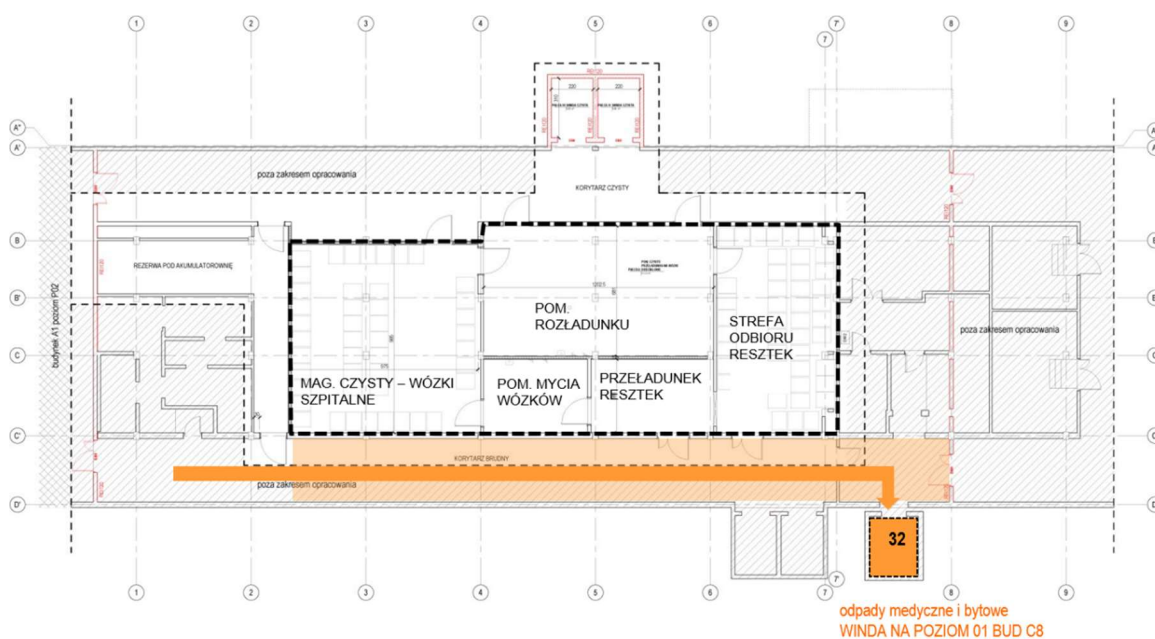 1 2 3 4 5 6 7 7' 8 9
A"
A'
poza zakresem opracowania
KORYTARZ CZYSTY
B
REZERWA POD AKUMULATOROWNIĘ
budynek A1 poziom P02
B'
POM.
ROZŁADUNKU
STREFA
ODBIORU
RESZTEK
poza zakresem opracowania
C
MAG. CZYSTY – WÓZKI
SZPITALNE
POM. MYCIA
WÓZKÓW
PRZEŁADUNEK
RESZTEK
C'
KORYTARZ BRUDNY
poza zakresem opracowania
D'
32
1 2 3 4 5 6 7' 8 9
odpady medyczne i bytowe
WINDA NA POZIOM 01 BUD C8